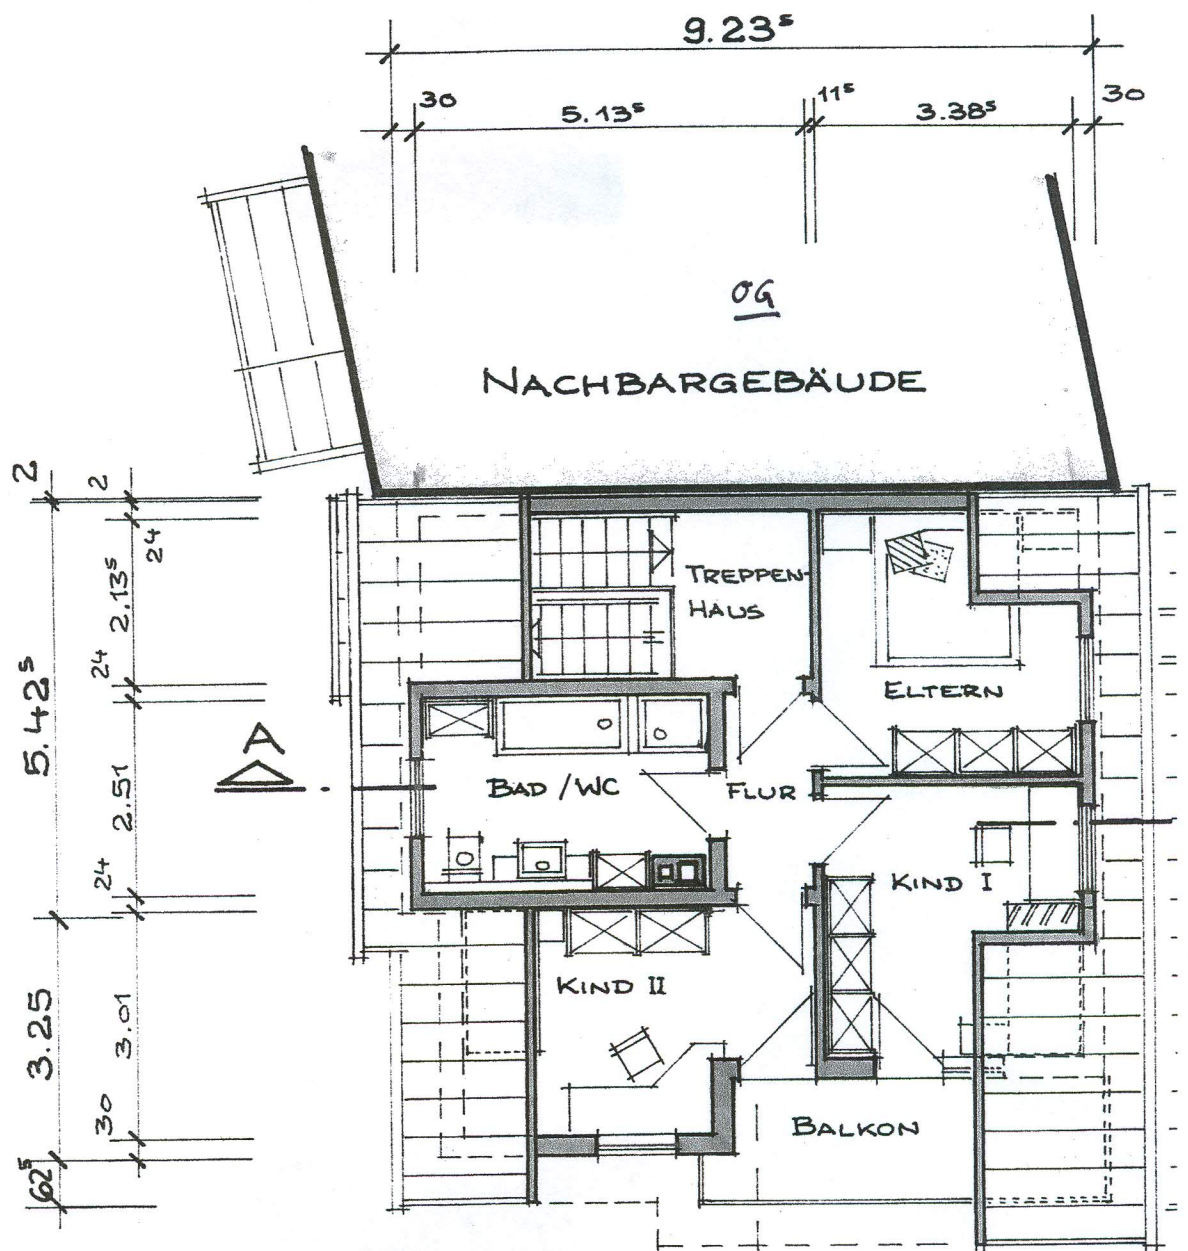 9.23⁵
30
5.13⁵
11⁵
3.38⁵
30
OG
NACHBARGEBÄUDE
2
2
24
2.13⁵
24
5.42⁵
2.51
24
3.25
3.01
30
62⁵
A
TREPPEN-
HAUS
ELTERN
BAD / WC
FLUR
KIND I
KIND II
BALKON